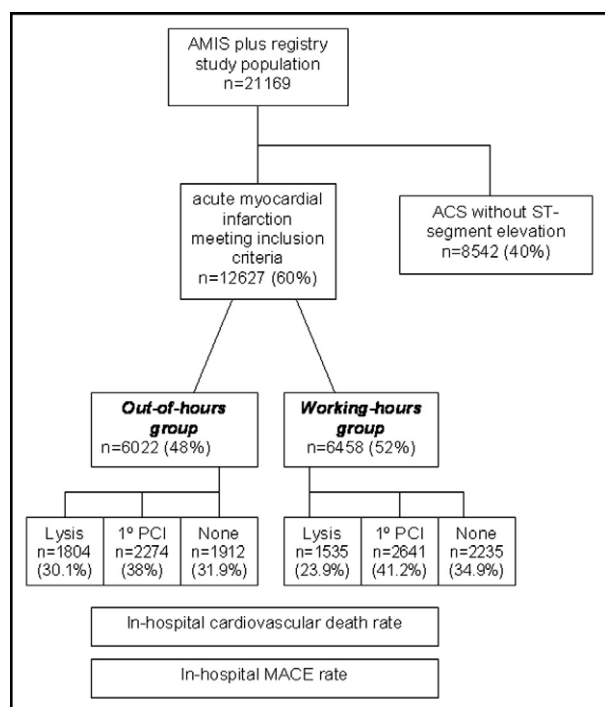 AMIS plus registry
study population
n=21169
acute myocardial
infarction
meeting inclusion
criteria
n=12627 (60%)
ACS without ST-
segment elevation
n=8542 (40%)
Out-of-hours
group
n=6022 (48%)
Working-hours
group
n=6458 (52%)
Lysis
n=1804
(30.1%)
1º PCI
n=2274
(38%)
None
n=1912
(31.9%)
Lysis
n=1535
(23.9%)
1º PCI
n=2641
(41.2%)
None
n=2235
(34.9%)
In-hospital cardiovascular death rate
In-hospital MACE rate